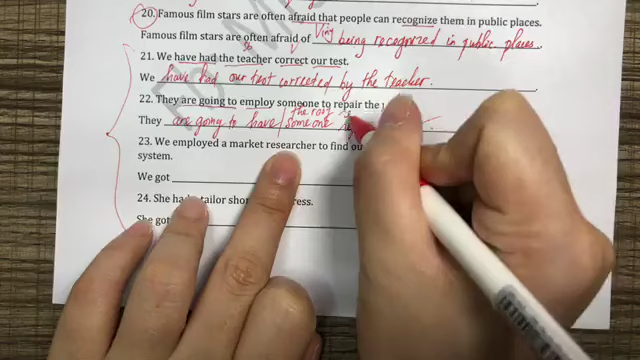 20. Famous film stars are often afraid that people can recognize them in public places.
Famous film stars are often afraid of Ving being recognized in public places.
21. We have had the teacher correct our test.
sb V
We have had our test corrected by the teacher.
22. They are going to employ someone to repair the
the roof
They are going to have someone
23. We employed a market researcher to find ou
system.
We got
24. She ha tailor sho ess.
She got